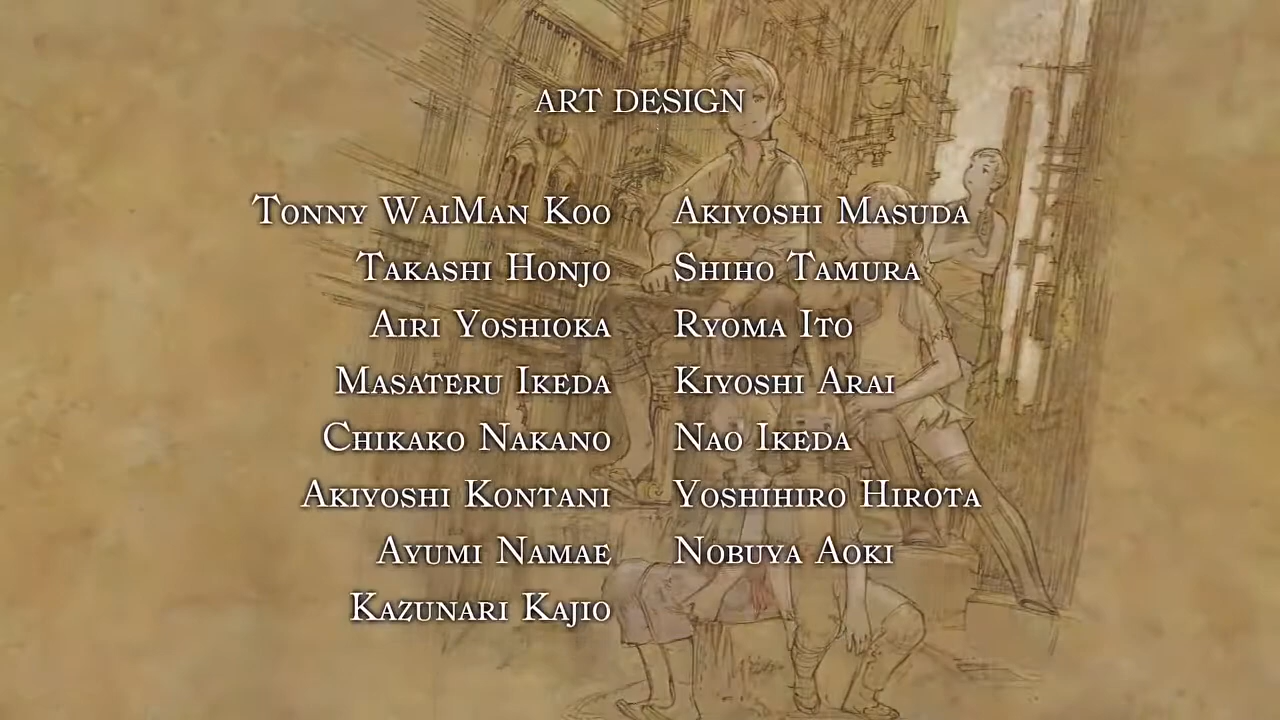 ART DESIGN
Tonny WaiMan Koo
Takashi Honjo
Airi Yoshioka
Masateru Ikeda
Chikako Nakano
Akiyoshi Kontani
Ayumi Namae
Kazunari Kajio
Akiyoshi Masuda
Shiho Tamura
Ryoma Ito
Kiyoshi Arai
Nao Ikeda
Yoshihiro Hirota
Nobuya Aoki